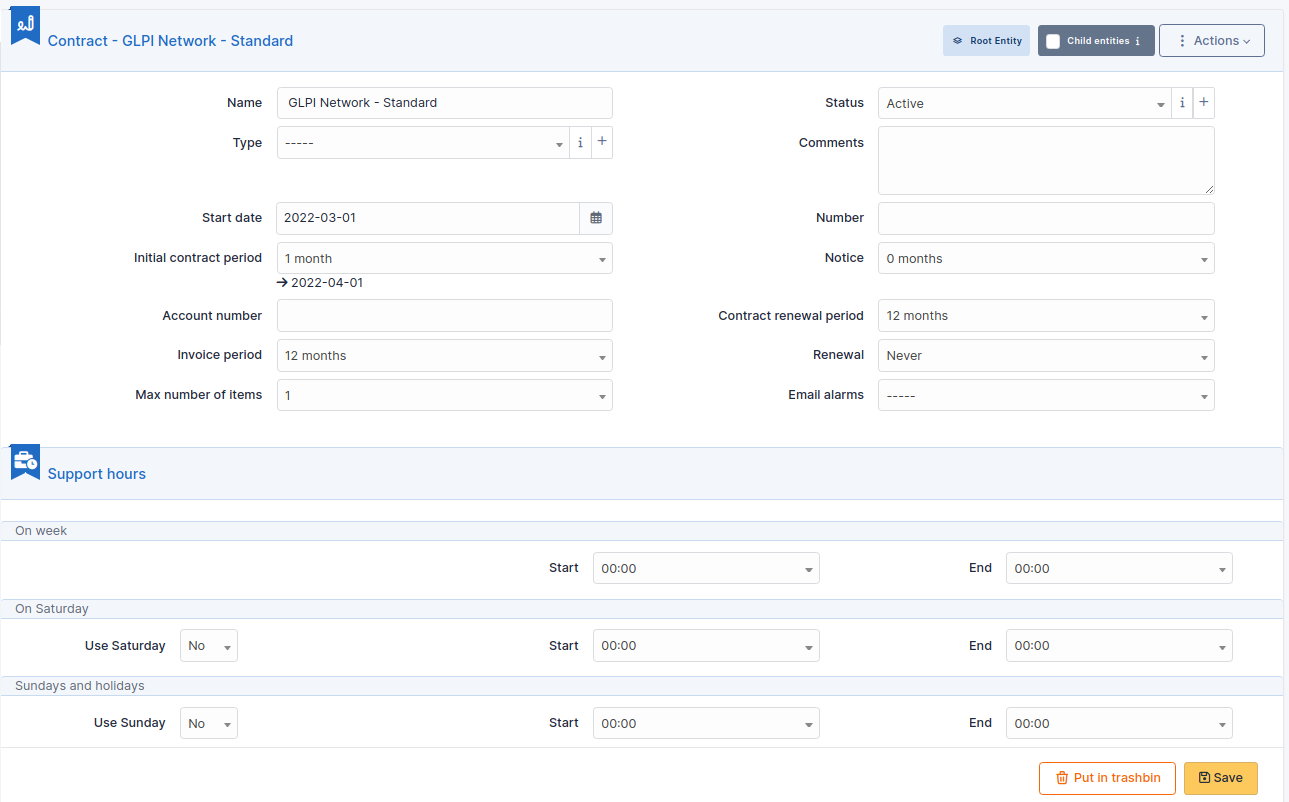 Contract - GLPI Network - Standard
Root Entity
Child entities i
Actions
Name GLPI Network - Standard
Status Active i +
Type ----- i +
Comments
Start date 2022-03-01
Number
Initial contract period 1 month
→ 2022-04-01
Notice 0 months
Account number
Contract renewal period 12 months
Invoice period 12 months
Renewal Never
Max number of items 1
Email alarms -----
Support hours
On week
Start 00:00 End 00:00
On Saturday
Use Saturday No Start 00:00 End 00:00
Sundays and holidays
Use Sunday No Start 00:00 End 00:00
Put in trashbin Save